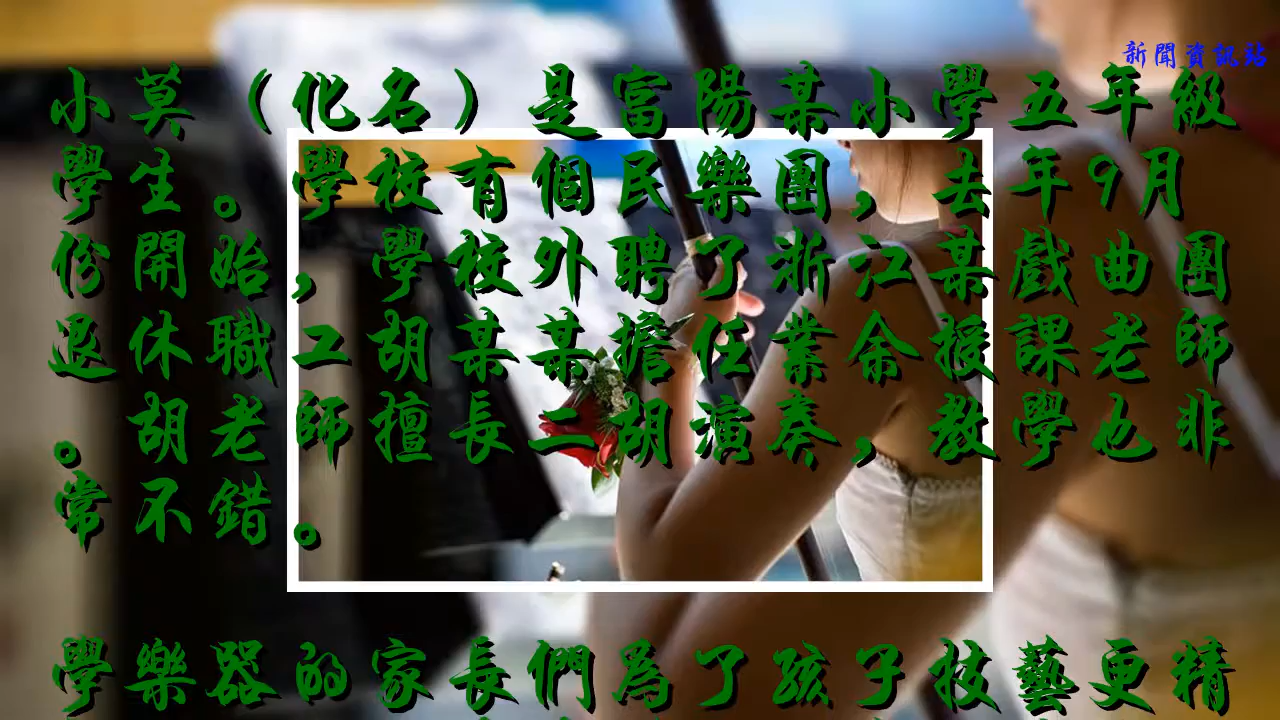 新聞資訊站
小莫（化名）是富陽某小學五年級
學生。學校有個民樂團，去年9月
份開始，學校外聘了浙江某戲曲團
退休職工胡某某擔任業余授課老師
。胡老師擅長二胡演奏，教學也非
常不錯。
學樂器的家長們為了孩子技藝更精